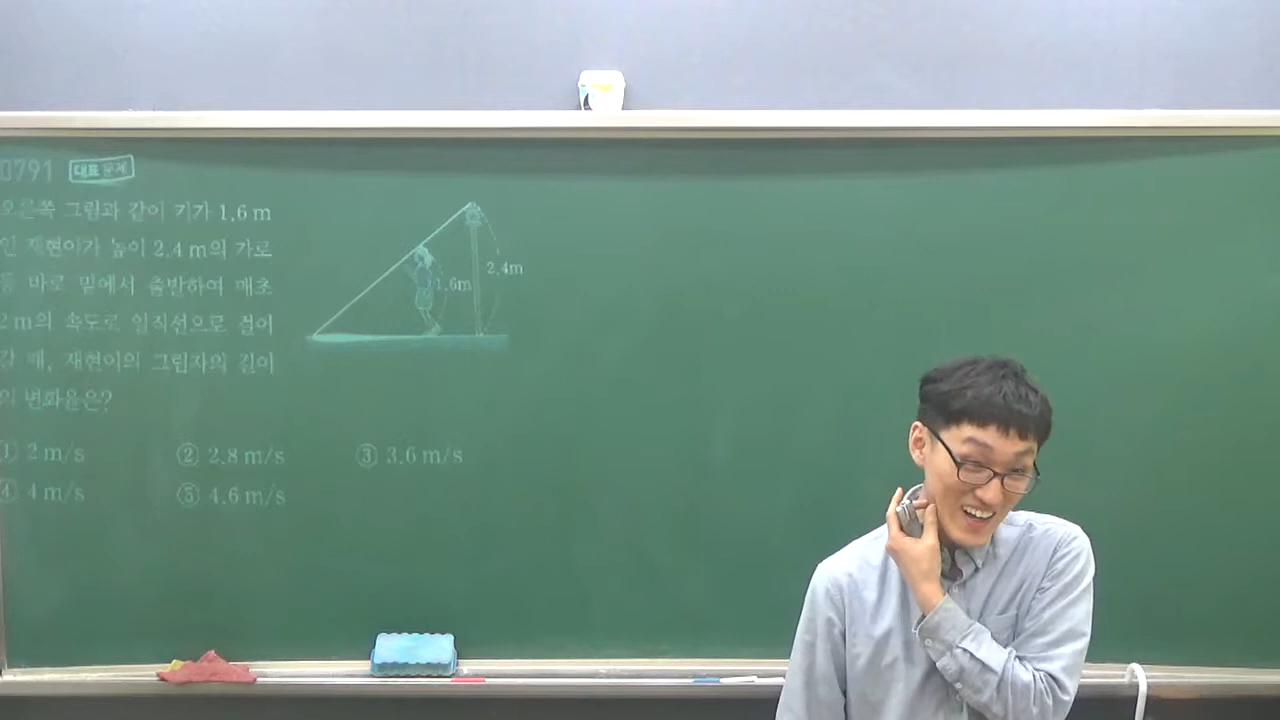 0791 대표 문제
오른쪽 그림과 같이 키가 1.6 m
인 재현이가 높이 2.4 m의 가로
등 바로 밑에서 출발하여 매초
2 m의 속도로 일직선으로 걸어
갈 때, 재현이의 그림자의 길이
의 변화율은?
① 2 m/s ② 2.8 m/s ③ 3.6 m/s
④ 4 m/s ⑤ 4.6 m/s
2.4m
1.6m